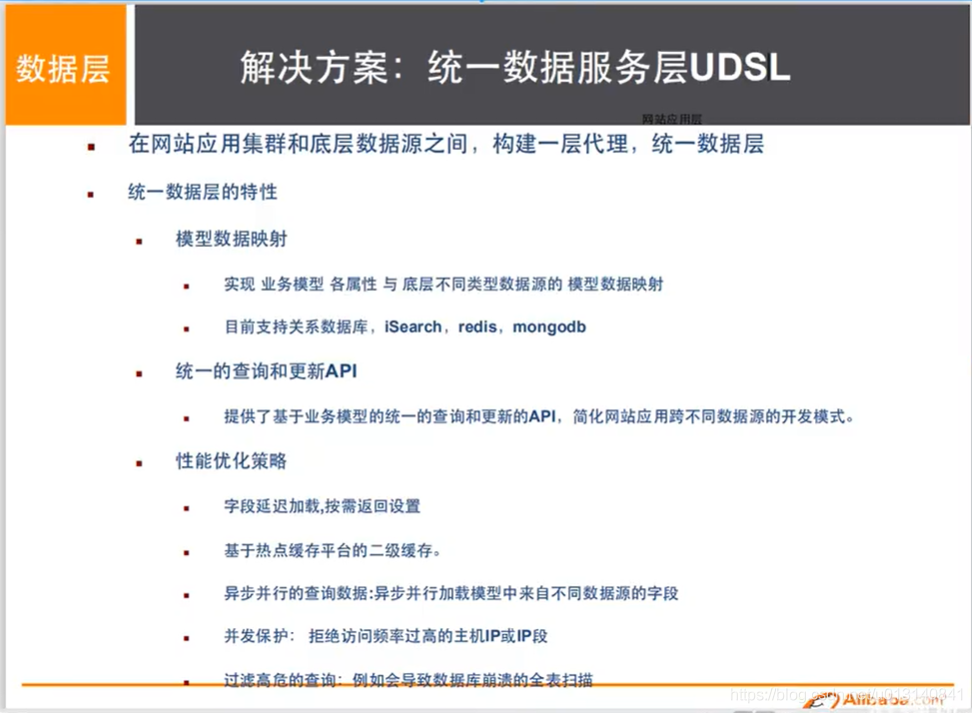 数据层
解决方案：统一数据服务层UDSL
网站应用层
在网站应用集群和底层数据源之间，构建一层代理，统一数据层
统一数据层的特性
模型数据映射
实现 业务模型 各属性 与 底层不同类型数据源的 模型数据映射
目前支持关系数据库，iSearch，redis，mongodb
统一的查询和更新API
提供了基于业务模型的统一的查询和更新的API，简化网站应用跨不同数据源的开发模式。
性能优化策略
字段延迟加载,按需返回设置
基于热点缓存平台的二级缓存。
异步并行的查询数据:异步并行加载模型中来自不同数据源的字段
并发保护： 拒绝访问频率过高的主机IP或IP段
过滤高危的查询：例如会导致数据库崩溃的全表扫描
https://blog.csdn.net/u013140341
Alibaba.com